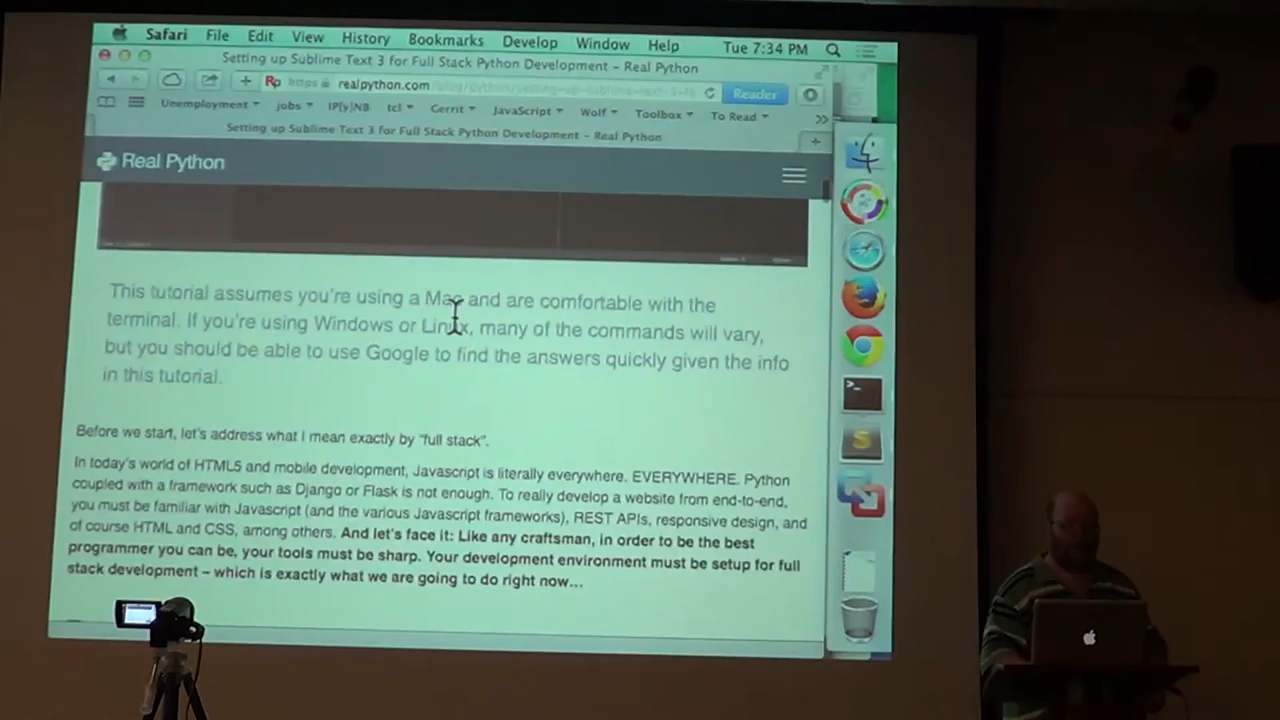 Safari File Edit View History Bookmarks Develop Window Help Tue 7:34 PM
Setting up Sublime Text 3 for Full Stack Python Development – Real Python
Rp https realpython.com Reader
Unemployment jobs IP[y]NB tcl Gerrit JavaScript Wolf Toolbox To Read
Setting up Sublime Text 3 for Full Stack Python Development – Real Python
Real Python
This tutorial assumes you're using a Mac and are comfortable with the
terminal. If you're using Windows or Linux, many of the commands will vary,
but you should be able to use Google to find the answers quickly given the info
in this tutorial.
Before we start, let's address what I mean exactly by "full stack".
In today's world of HTML5 and mobile development, Javascript is literally everywhere. EVERYWHERE. Python
coupled with a framework such as Django or Flask is not enough. To really develop a website from end-to-end,
you must be familiar with Javascript (and the various Javascript frameworks), REST APIs, responsive design, and
of course HTML and CSS, among others. And let's face it: Like any craftsman, in order to be the best
programmer you can be, your tools must be sharp. Your development environment must be setup for full
stack development – which is exactly what we are going to do right now...